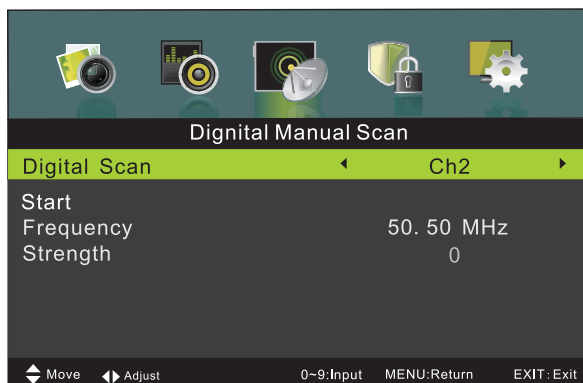 Dignital Manual Scan
Digital Scan Ch2
Start
Frequency 50. 50 MHz
Strength 0
Move Adjust 0~9:Input MENU:Return EXIT:Exit